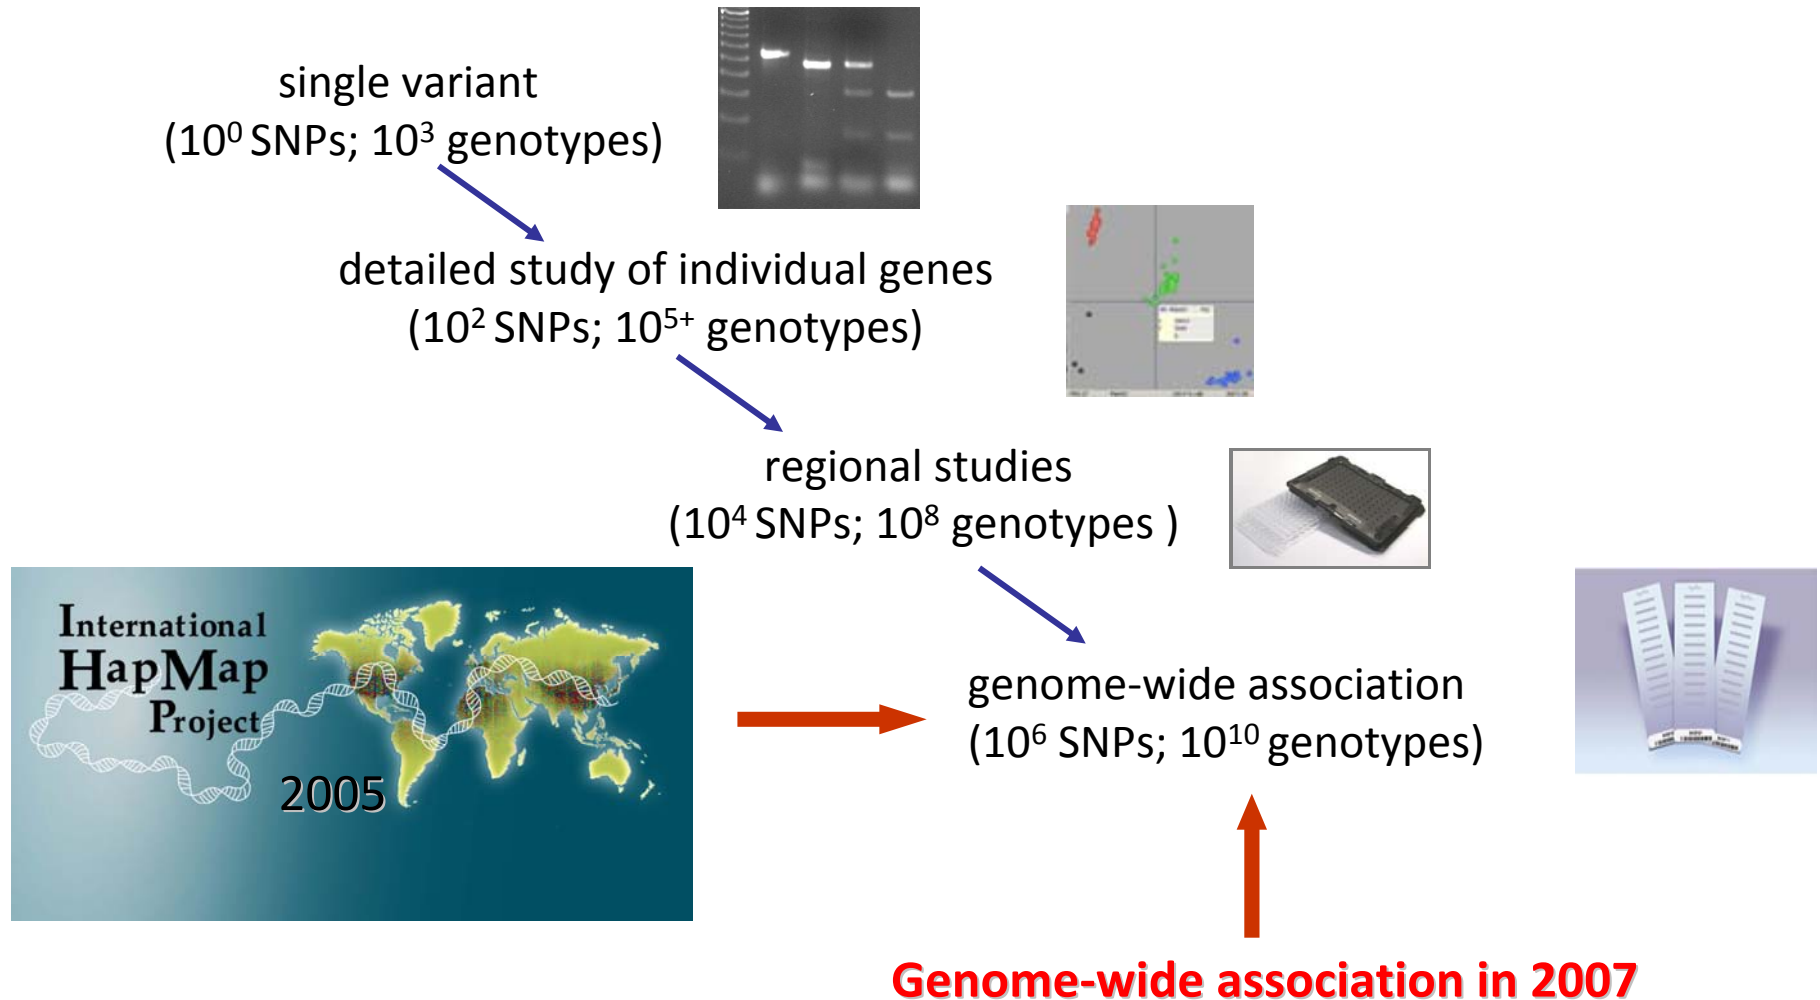 single variant
(10⁰ SNPs; 10³ genotypes)
detailed study of individual genes
(10² SNPs; 10⁵⁺ genotypes)
regional studies
(10⁴ SNPs; 10⁸ genotypes )
International
HapMap
Project
2005
genome-wide association
(10⁶ SNPs; 10¹⁰ genotypes)
Genome-wide association in 2007